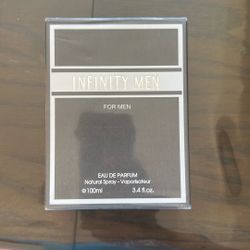 INFINITY MEN
FOR MEN
EAU DE PARFUM
Natural Spray - Vaporisateur
℮100ml 3.4 fl.oz.